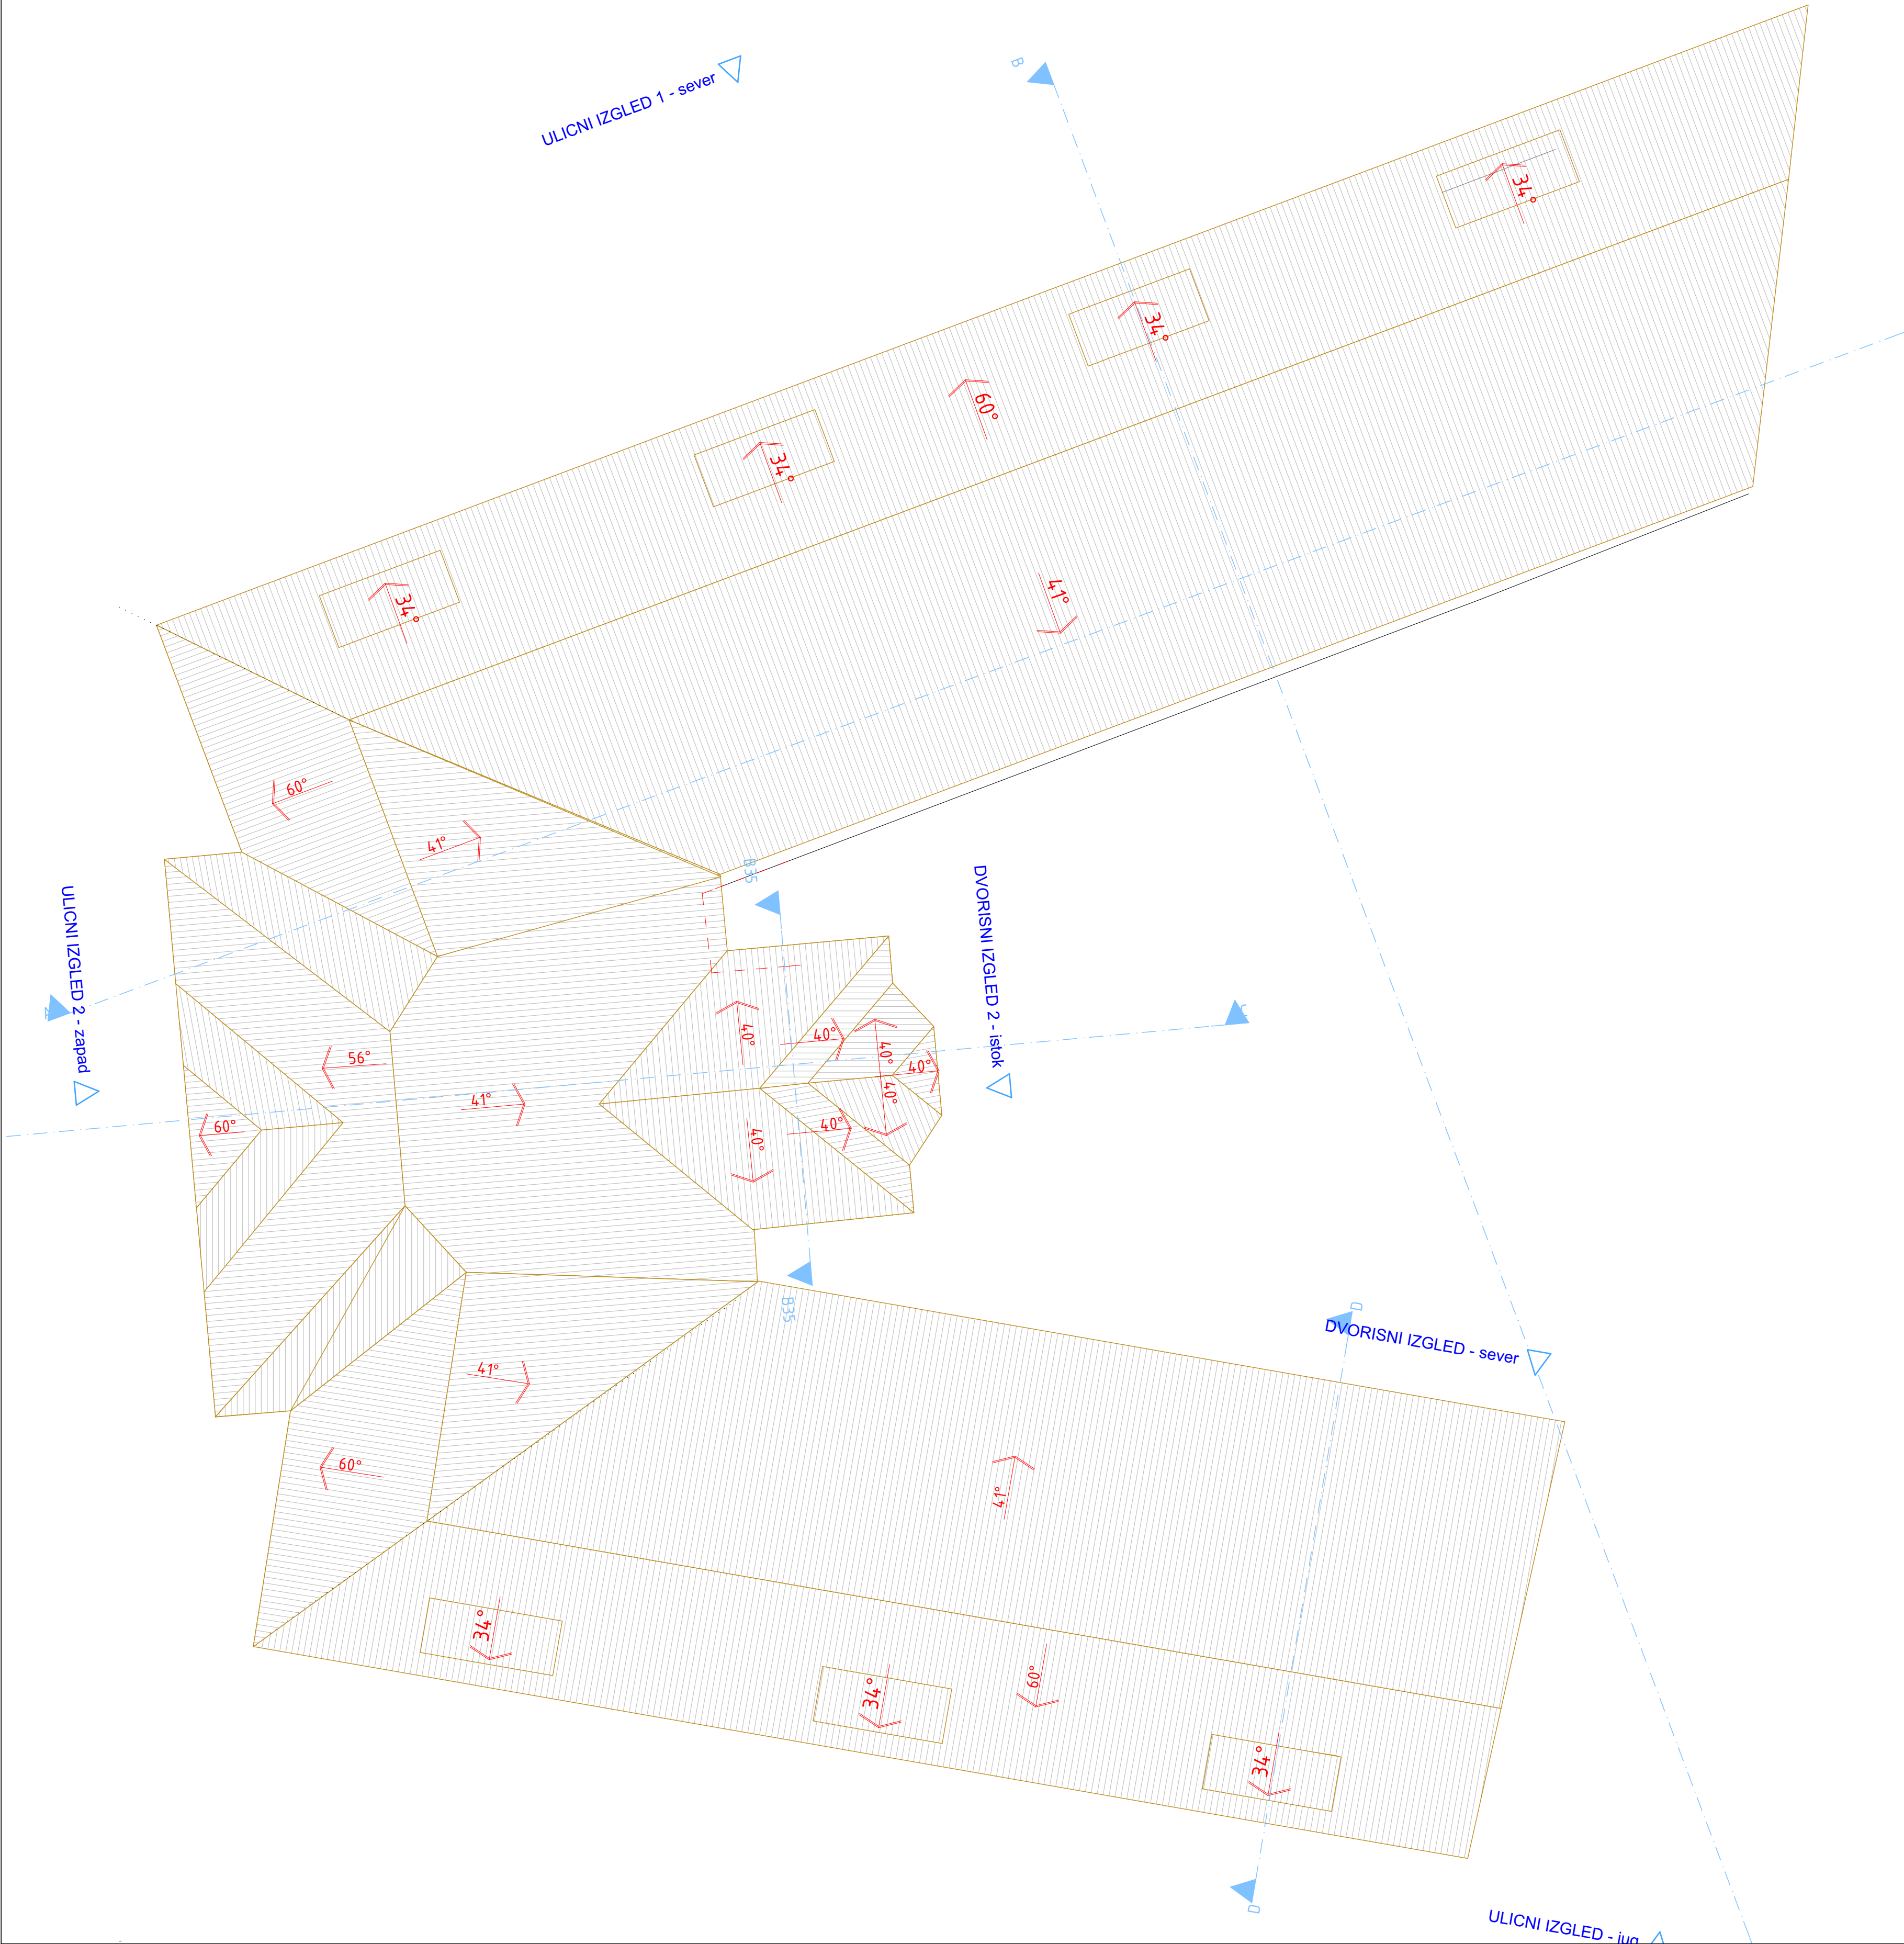 ULICNI IZGLED 1 - sever
B
34°
34°
60°
34°
34°
41°
60°
41°
B35
ULICNI IZGLED 2 - zapad
DVORISNI IZGLED 2 - istok
56°
41°
60°
40°
40°
40°
40°
40°
40°
40°
B35
D
DVORISNI IZGLED - sever
41°
60°
41°
34°
34°
60°
34°
D
ULICNI IZGLED - jug